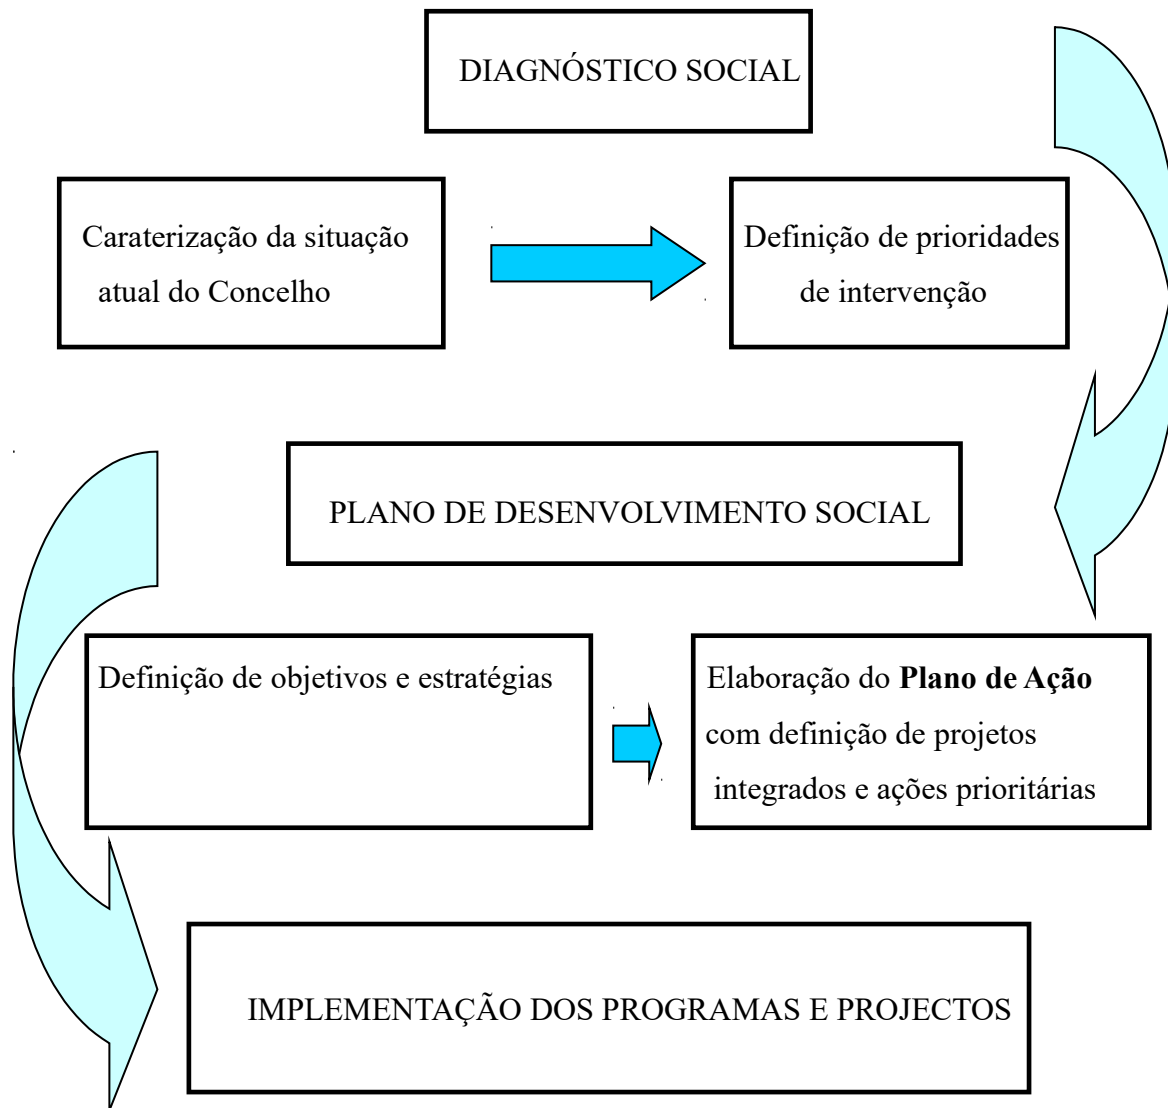 DIAGNÓSTICO SOCIAL
Caraterização da situação
atual do Concelho
Definição de prioridades
de intervenção
PLANO DE DESENVOLVIMENTO SOCIAL
Definição de objetivos e estratégias
Elaboração do Plano de Ação
com definição de projetos
integrados e ações prioritárias
IMPLEMENTAÇÃO DOS PROGRAMAS E PROJECTOS